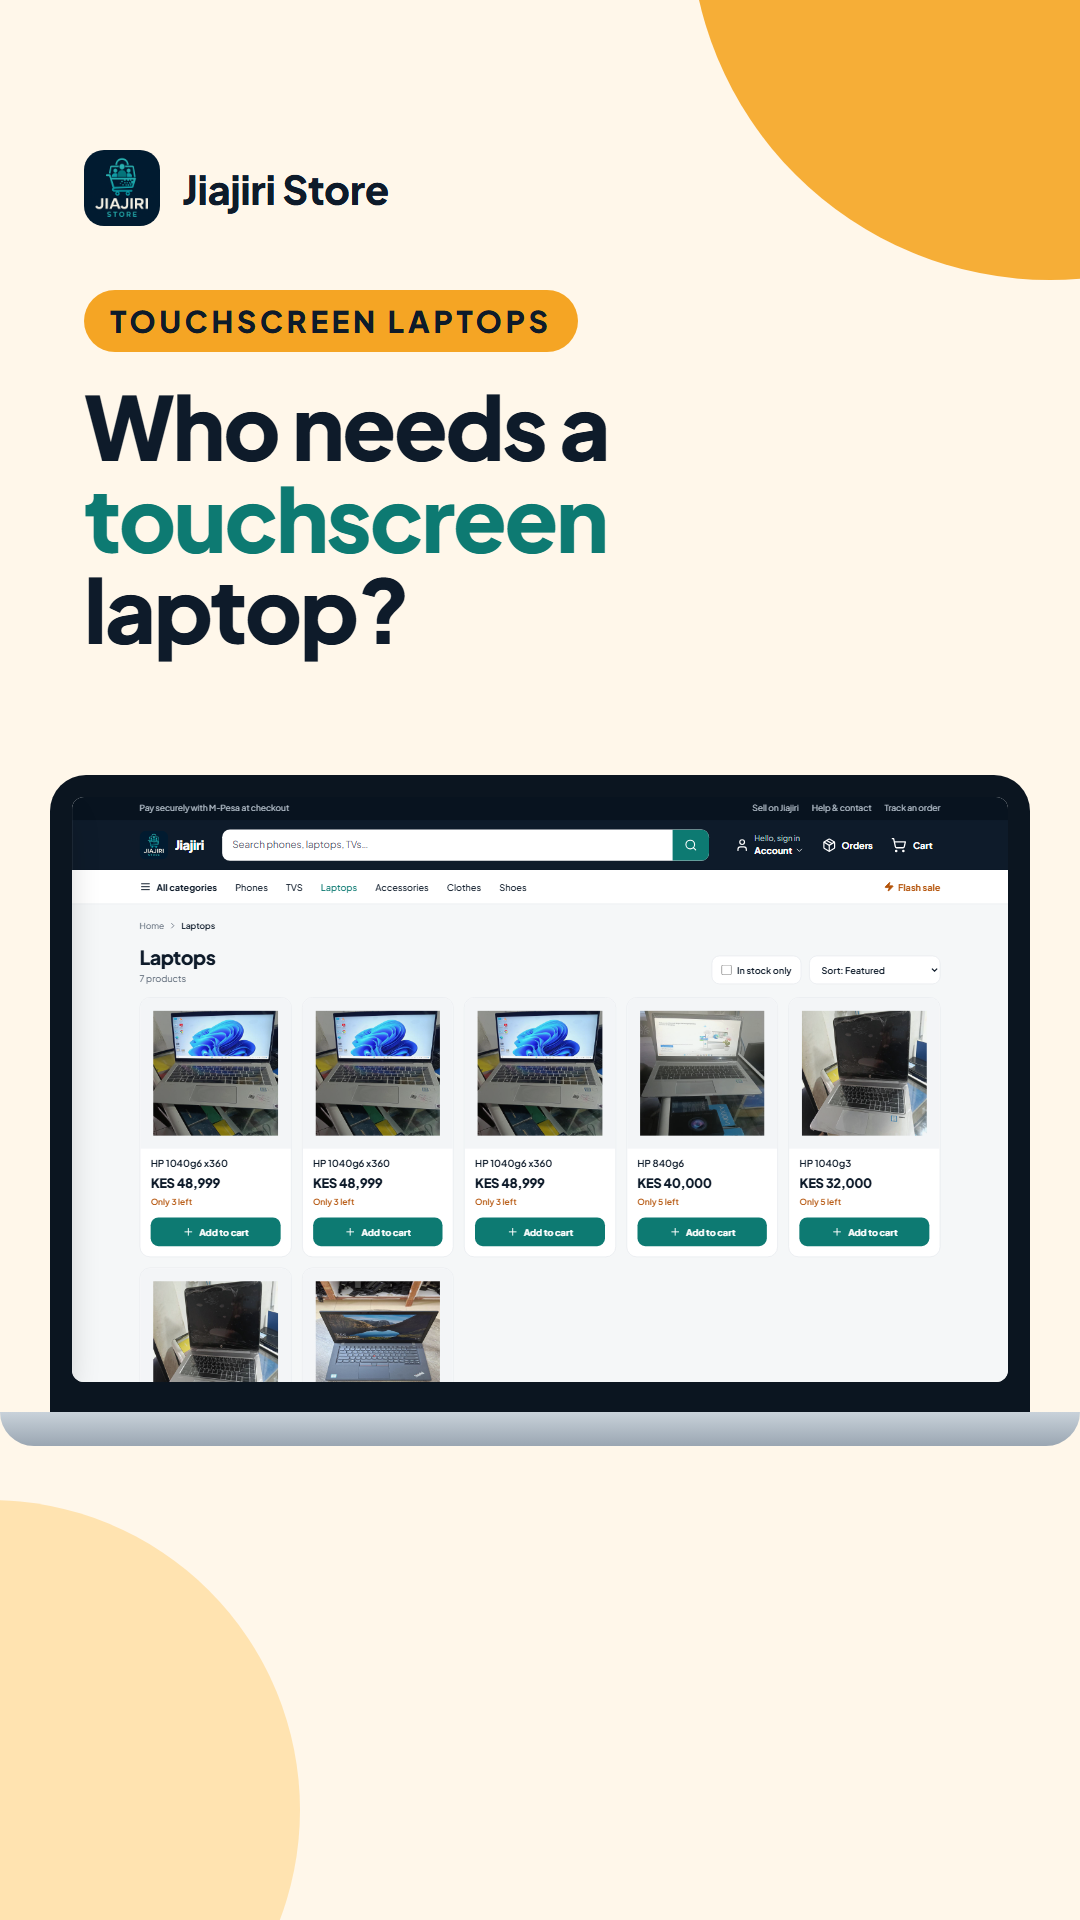 JIAJIRI
STORE
Jiajiri Store
TOUCHSCREEN LAPTOPS
Who needs a
touchscreen
laptop?
Pay securely with M-Pesa at checkout
Sell on Jiajiri
Help & contact
Track an order
JIAJIRI
Jiajiri
Search phones, laptops, TVs...
Hello, sign in
Account
Orders
Cart
All categories
Phones
TVS
Laptops
Accessories
Clothes
Shoes
Flash sale
Home > Laptops
Laptops
7 products
In stock only
Sort: Featured
HP 1040g6 x360
KES 48,999
Only 3 left
+ Add to cart
HP 1040g6 x360
KES 48,999
Only 3 left
+ Add to cart
HP 1040g6 x360
KES 48,999
Only 3 left
+ Add to cart
HP 840g6
KES 40,000
Only 5 left
+ Add to cart
HP 1040g3
KES 32,000
Only 5 left
+ Add to cart